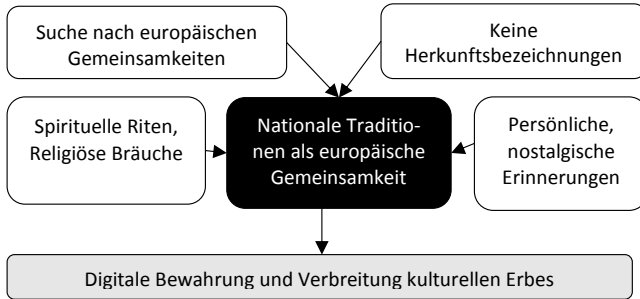 Suche nach europäischen
Gemeinsamkeiten
Keine
Herkunftsbezeichnungen
Spirituelle Riten,
Religiöse Bräuche
Nationale Traditio-
nen als europäische
Gemeinsamkeit
Persönliche,
nostalgische
Erinnerungen
Digitale Bewahrung und Verbreitung kulturellen Erbes